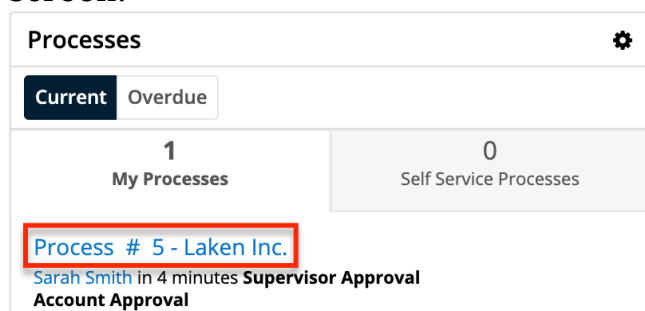 Processes
Current Overdue
1 0
My Processes Self Service Processes
Process # 5 - Laken Inc.
Sarah Smith in 4 minutes Supervisor Approval
Account Approval